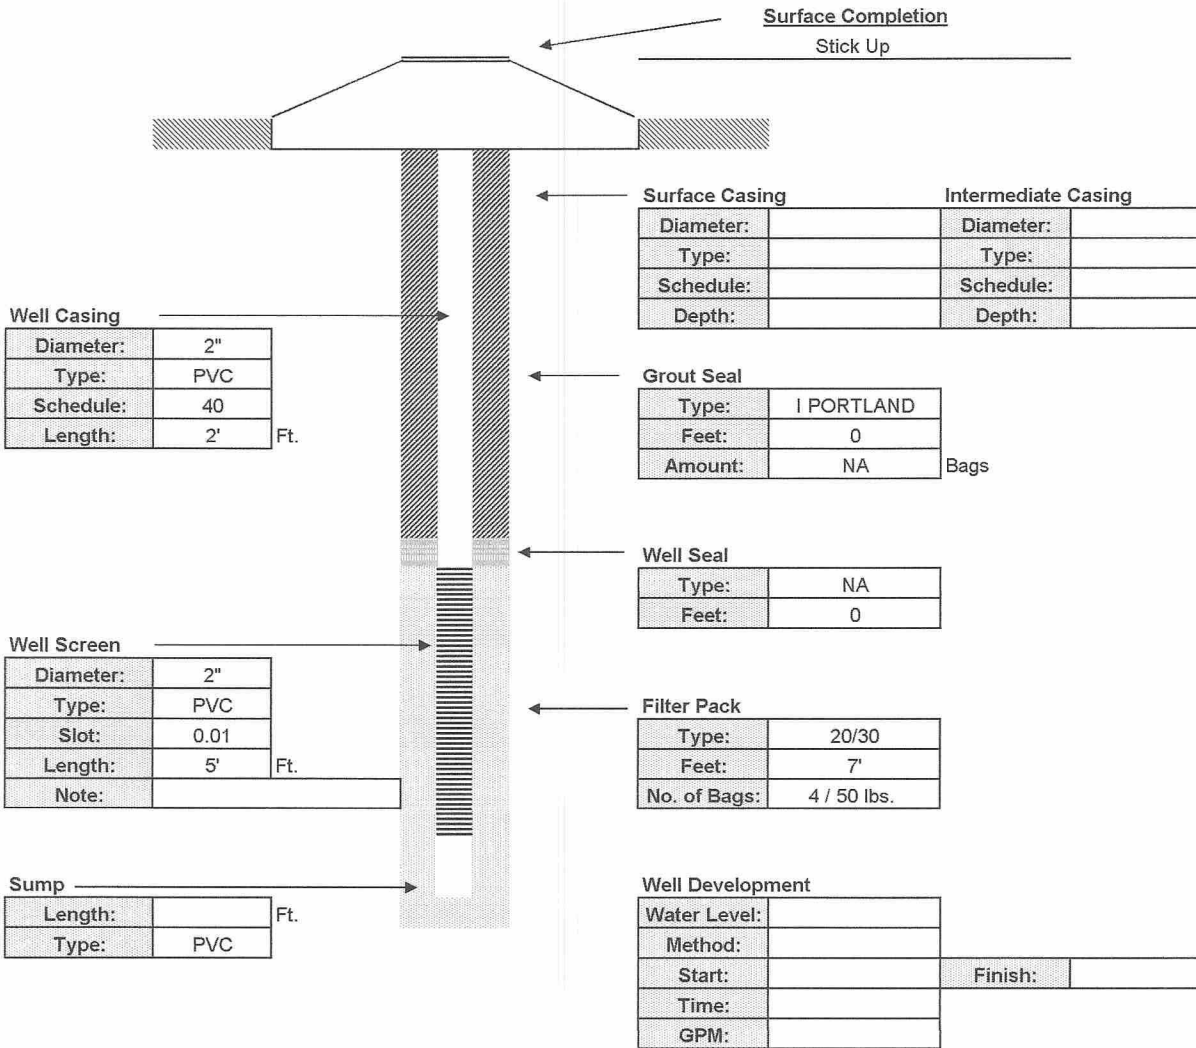 Surface Completion
Stick Up
Surface Casing
Diameter:
Type:
Schedule:
Depth:
Intermediate Casing
Diameter:
Type:
Schedule:
Depth:
Well Casing
Diameter: 2"
Type: PVC
Schedule: 40
Length: 2' Ft.
Grout Seal
Type: I PORTLAND
Feet: 0
Amount: NA Bags
Well Seal
Type: NA
Feet: 0
Well Screen
Diameter: 2"
Type: PVC
Slot: 0.01
Length: 5' Ft.
Note:
Filter Pack
Type: 20/30
Feet: 7'
No. of Bags: 4 / 50 lbs.
Sump
Length: Ft.
Type: PVC
Well Development
Water Level:
Method:
Start: Finish:
Time:
GPM: